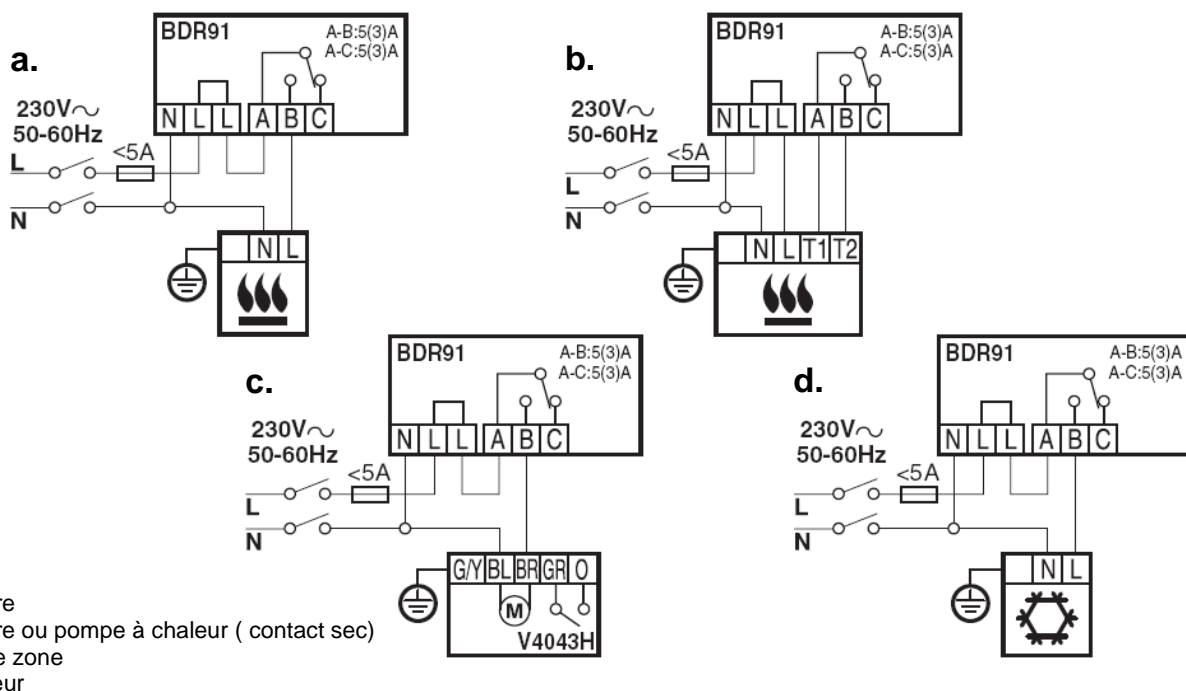 a.
BDR91
A-B:5(3)A
A-C:5(3)A
230V~
50-60Hz
N L L A B C
<5A
L
N
N L
b.
BDR91
A-B:5(3)A
A-C:5(3)A
230V~
50-60Hz
N L L A B C
<5A
L
N
N L T1 T2
c.
BDR91
A-B:5(3)A
A-C:5(3)A
230V~
50-60Hz
N L L A B C
<5A
L
N
G/Y BL BR GR O
M
V4043H
d.
BDR91
A-B:5(3)A
A-C:5(3)A
230V~
50-60Hz
N L L A B C
<5A
L
N
N L
re
re ou pompe à chaleur ( contact sec)
e zone
eur